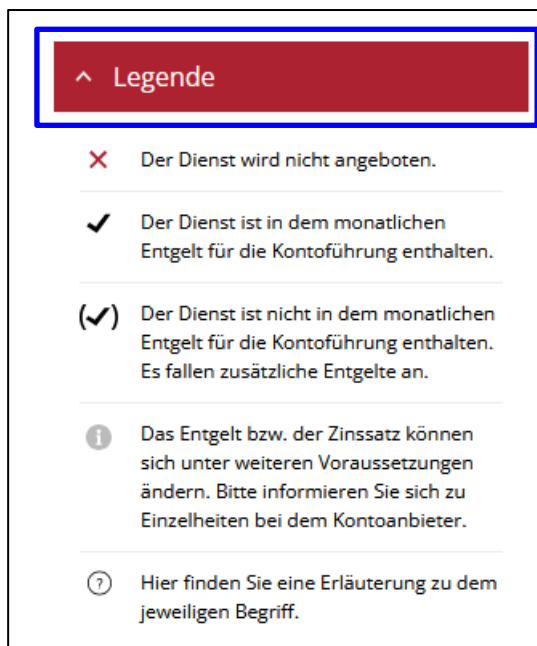 Legende
Der Dienst wird nicht angeboten.
Der Dienst ist in dem monatlichen
Entgelt für die Kontoführung enthalten.
Der Dienst ist nicht in dem monatlichen
Entgelt für die Kontoführung enthalten.
Es fallen zusätzliche Entgelte an.
Das Entgelt bzw. der Zinssatz können
sich unter weiteren Voraussetzungen
ändern. Bitte informieren Sie sich zu
Einzelheiten bei dem Kontoanbieter.
Hier finden Sie eine Erläuterung zu dem
jeweiligen Begriff.